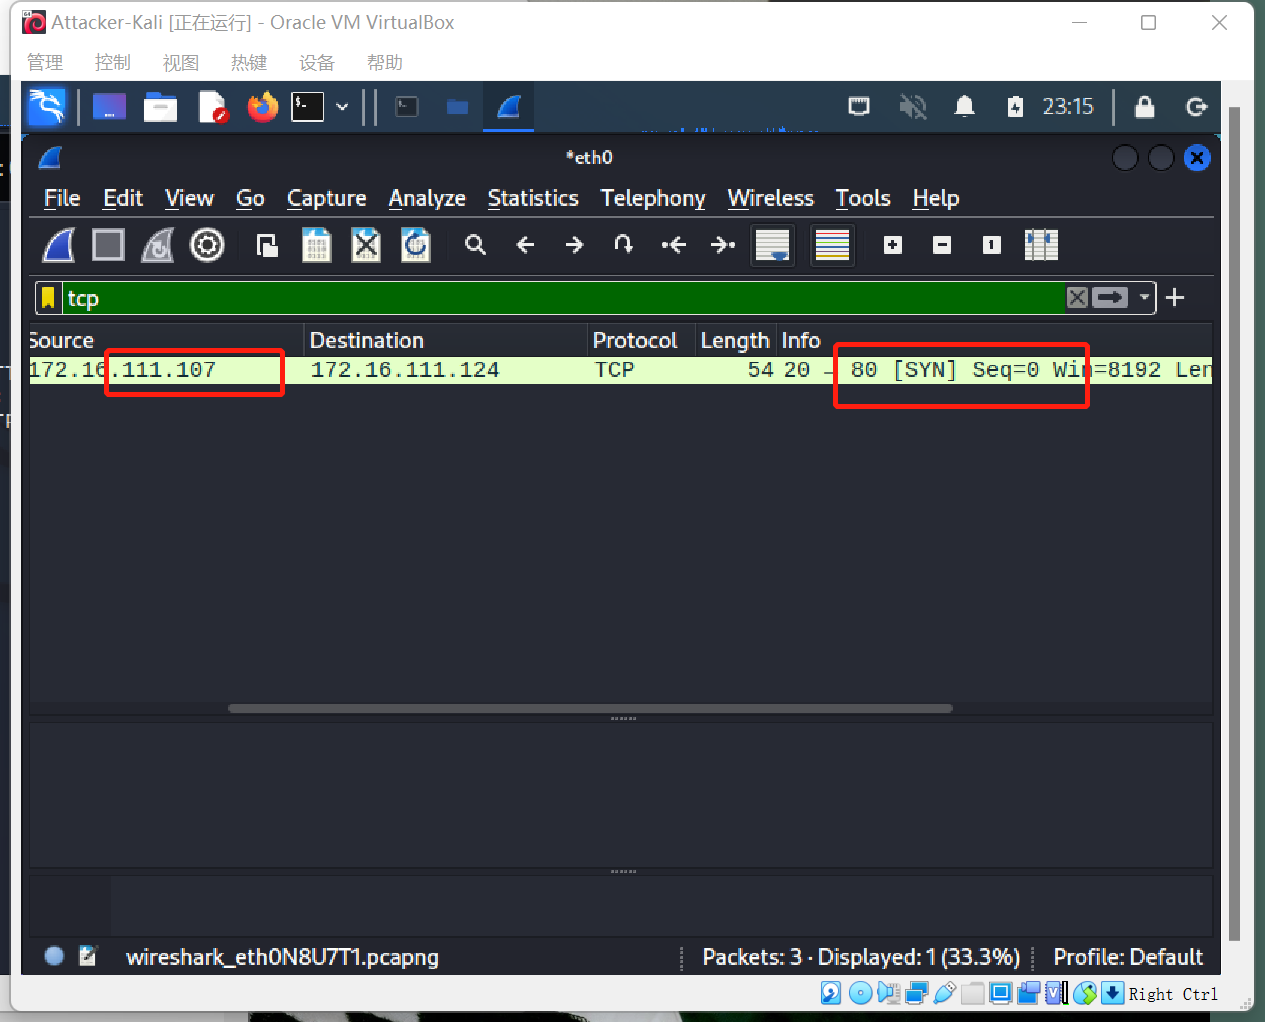 Attacker-Kali [正在运行] - Oracle VM VirtualBox
管理 控制 视图 热键 设备 帮助
23:15
*eth0
File Edit View Go Capture Analyze Statistics Telephony Wireless Tools Help
tcp
Source Destination Protocol Length Info
172.16.111.107 172.16.111.124 TCP 54 20 → 80 [SYN] Seq=0 Win=8192 Len
wireshark_eth0N8U7T1.pcapng Packets: 3 · Displayed: 1 (33.3%) Profile: Default
Right Ctrl